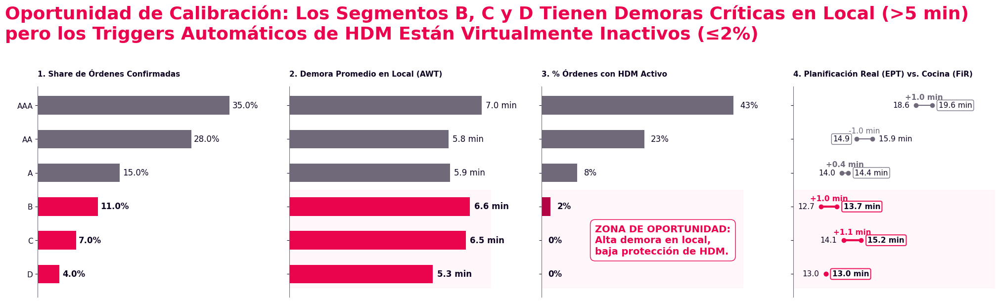 Oportunidad de Calibración: Los Segmentos B, C y D Tienen Demoras Críticas en Local (>5 min)
pero los Triggers Automáticos de HDM Están Virtualmente Inactivos (≤2%)
1. Share de Órdenes Confirmadas
AAA
35.0%
AA
28.0%
A
15.0%
B
11.0%
C
7.0%
D
4.0%
2. Demora Promedio en Local (AWT)
7.0 min
5.8 min
5.9 min
6.6 min
6.5 min
5.3 min
3. % Órdenes con HDM Activo
43%
23%
8%
2%
0%
0%
ZONA DE OPORTUNIDAD:
Alta demora en local,
baja protección de HDM.
4. Planificación Real (EPT) vs. Cocina (FiR)
+1.0 min
18.6
19.6 min
-1.0 min
14.9
15.9 min
+0.4 min
14.0
14.4 min
+1.0 min
12.7
13.7 min
+1.1 min
14.1
15.2 min
13.0
13.0 min